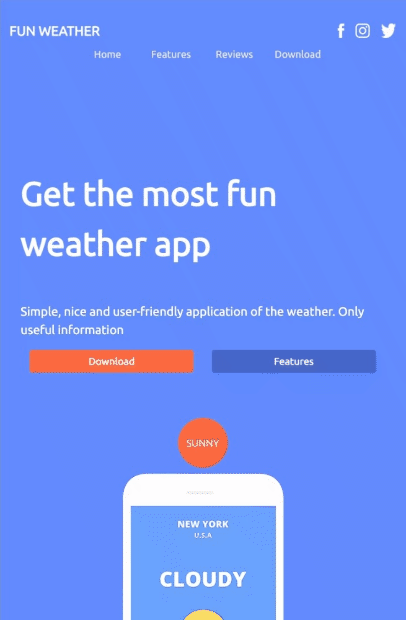 FUN WEATHER
Home Features Reviews Download
Get the most fun
weather app
Simple, nice and user-friendly application of the weather. Only
useful information
Download Features
SUNNY
NEW YORK
U.S.A
CLOUDY